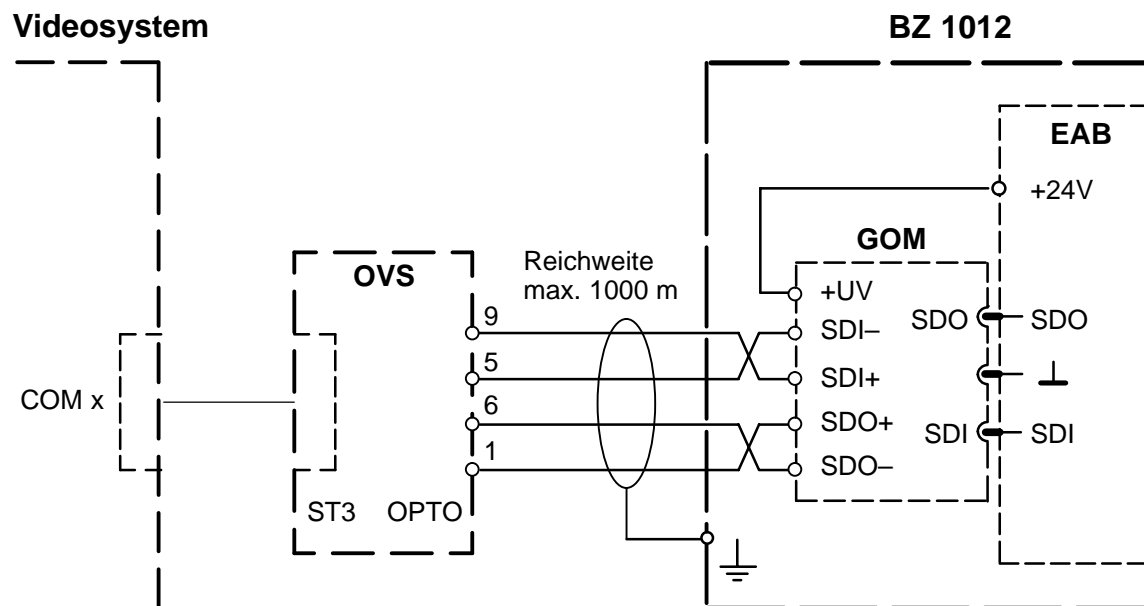 Videosystem
BZ 1012
EAB
+24V
GOM
OVS
Reichweite
max. 1000 m
+UV
9
SDI–
SDO
SDO
5
SDI+
COM x
6
SDO+
SDI
SDI
1
SDO–
ST3
OPTO